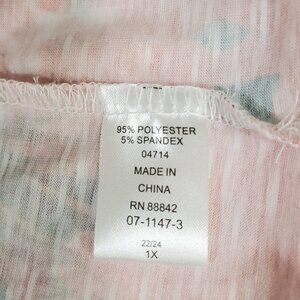 95% POLYESTER
5% SPANDEX
04714
MADE IN
CHINA
RN 88842
07-1147-3
22/24
1X